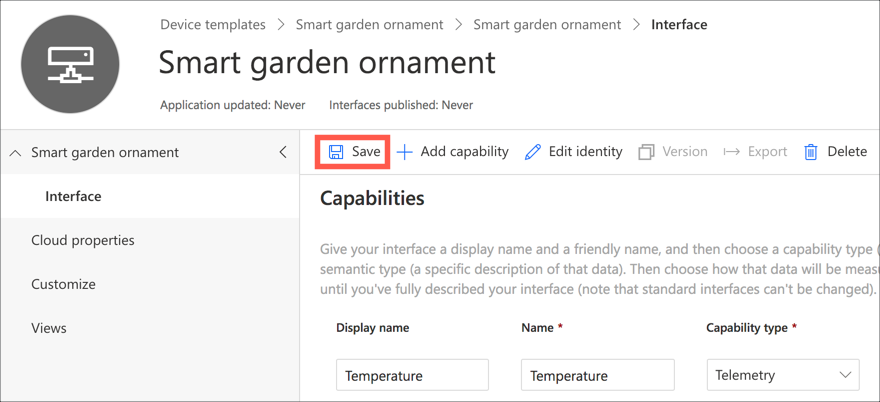 Device templates > Smart garden ornament > Smart garden ornament > Interface
Smart garden ornament
Application updated: Never Interfaces published: Never
Smart garden ornament
Save Add capability Edit identity Version Export Delete
Interface
Cloud properties
Customize
Views
Capabilities
Give your interface a display name and a friendly name, and then choose a capability type (
semantic type (a specific description of that data). Then choose how that data will be meas
until you've fully described your interface (note that standard interfaces can't be changed).
Display name Name * Capability type *
Temperature Temperature Telemetry